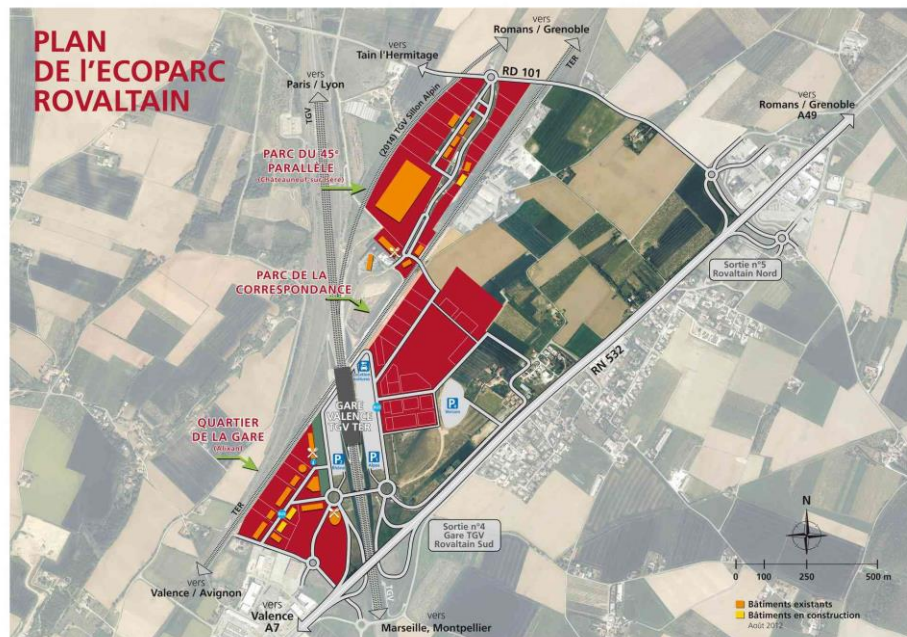 PLAN
DE l'ECOPARC
ROVALTAIN
vers
Romans / Grenoble
vers
Tain l'Hermitage
RD 101
TER
vers
Paris / Lyon
TGV
(2014) TGV Sillon Alpin
vers
Romans / Grenoble
A49
PARC DU 45e
PARALLÈLE
(Châteauneuf-sur-Isère)
Sortie n°5
Rovaltain Nord
PARC DE LA
CORRESPONDANCE
RN 532
GARE
VALENCE
TGV TER
P
QUARTIER
DE LA GARE
(Alixan)
P
P
TER
Sortie n°4
Gare TGV
Rovaltain Sud
N
0 100 250 500 m
vers
Valence / Avignon
TGV
vers
Valence
A7
vers
Marseille, Montpellier
Bâtiments existants
Bâtiments en construction
Août 2012